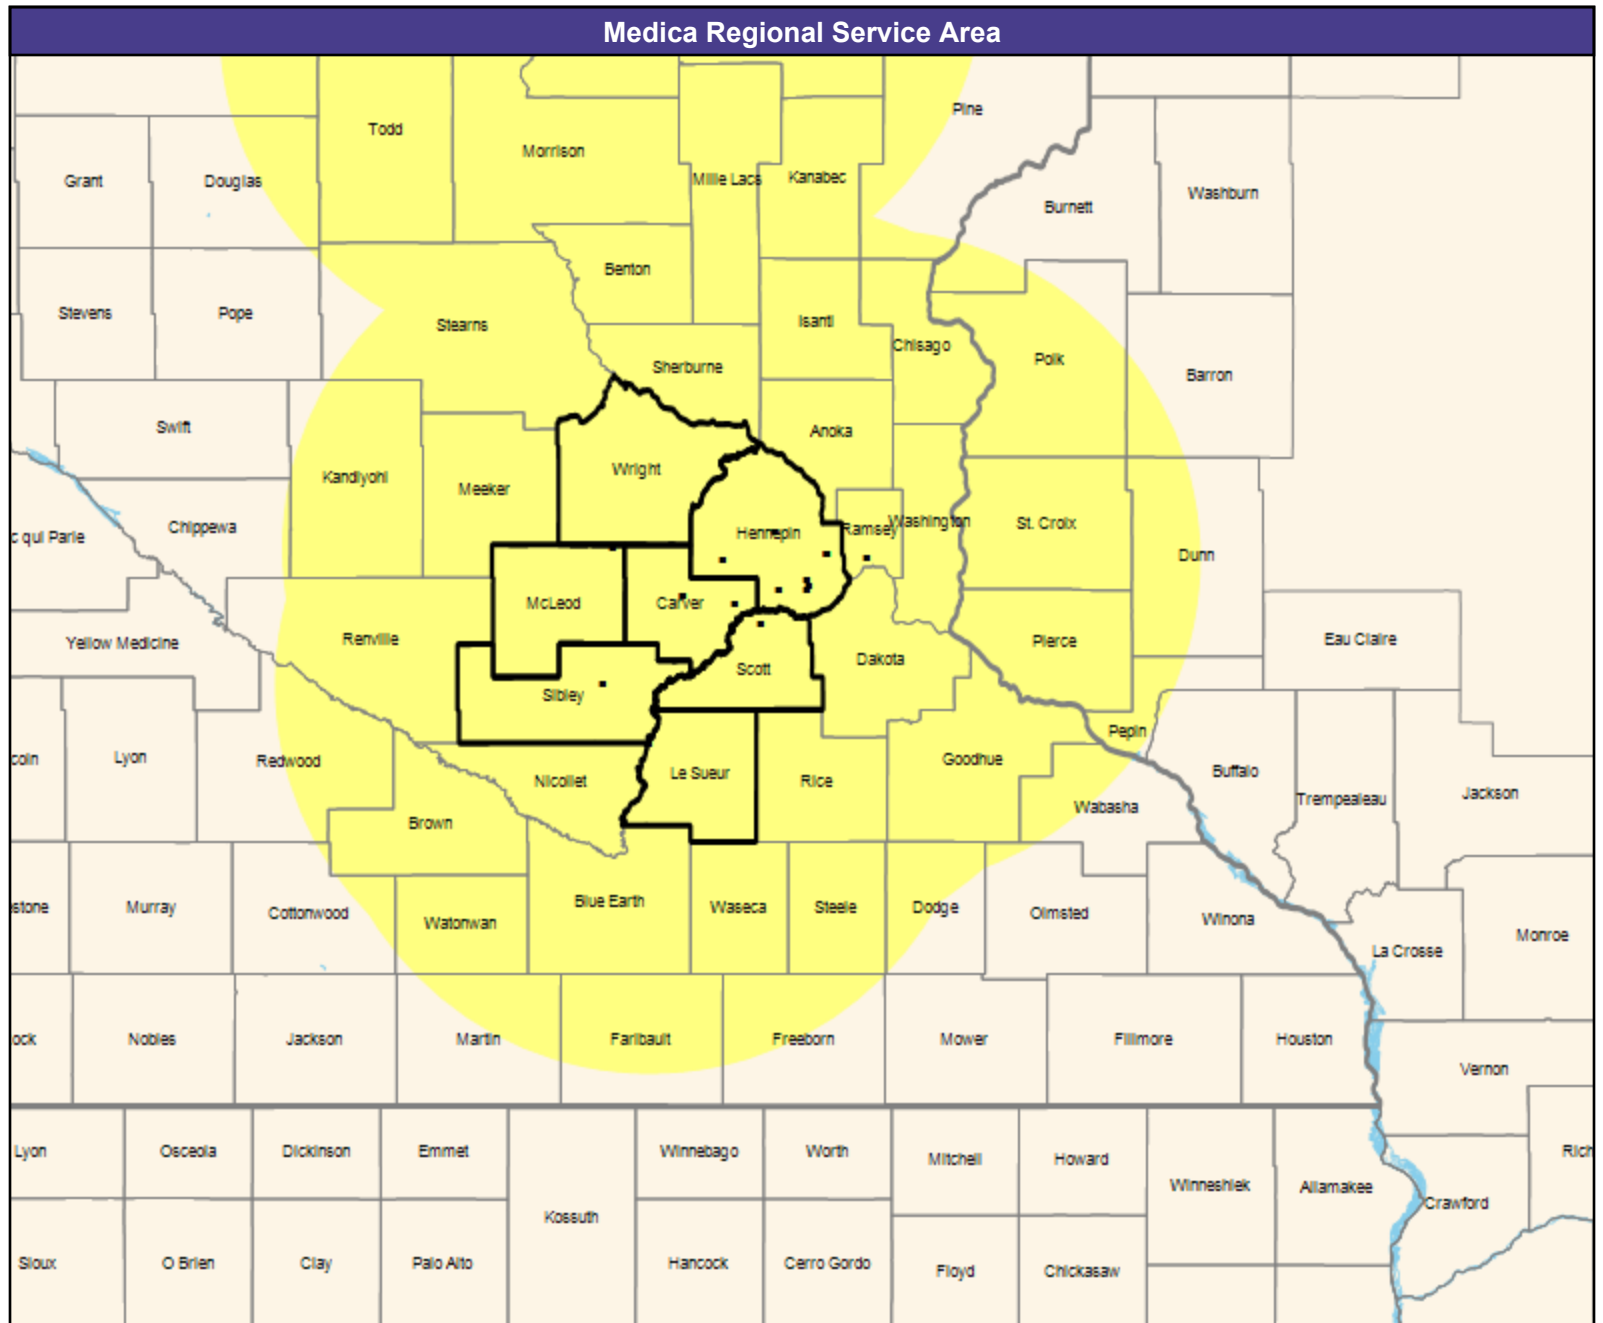 Medica Regional Service Area
Pine
Todd
Morrison
Grant
Douglas
Mille Lacs
Kanabec
Washburn
Burnett
Benton
Stevens
Pope
Stearns
Isanti
Chisago
Polk
Sherburne
Barron
Swift
Anoka
Wright
Kandiyohi
Meeker
Chippewa
c qui Parle
Hennepin
Ramsey
Washington
St. Croix
Dunn
McLeod
Carver
Yellow Medicine
Renville
Scott
Dakota
Pierce
Eau Claire
Sibley
coln
Lyon
Redwood
Nicollet
Le Sueur
Rice
Goodhue
Pepin
Buffalo
Trempealeau
Jackson
Brown
Wabasha
stone
Murray
Cottonwood
Watonwan
Blue Earth
Waseca
Steele
Dodge
Olmsted
Winona
La Crosse
Monroe
ock
Nobles
Jackson
Martin
Faribault
Freeborn
Mower
Fillmore
Houston
Vernon
Lyon
Osceola
Dickinson
Emmet
Winnebago
Worth
Mitchell
Howard
Winneshiek
Allamakee
Crawford
Rich
Kossuth
Sioux
O Brien
Clay
Palo Alto
Hancock
Cerro Gordo
Floyd
Chickasaw